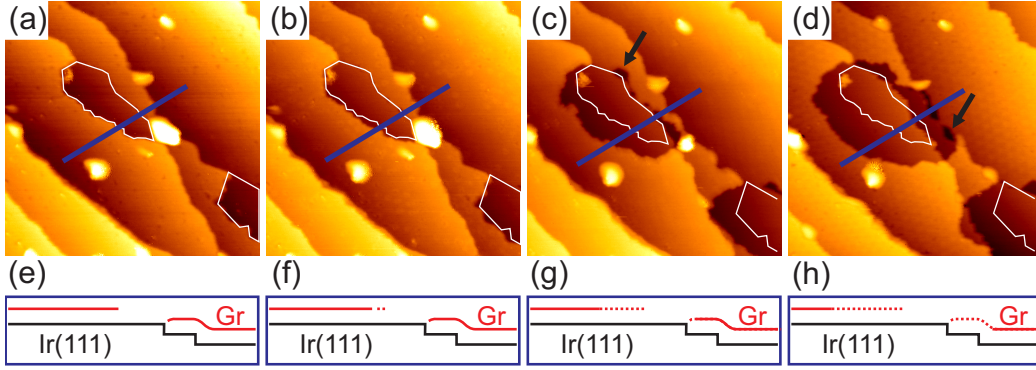 (a) (b) (c) (d)
(e) (f) (g) (h)
Gr Gr Gr Gr
Ir(111) Ir(111) Ir(111) Ir(111)